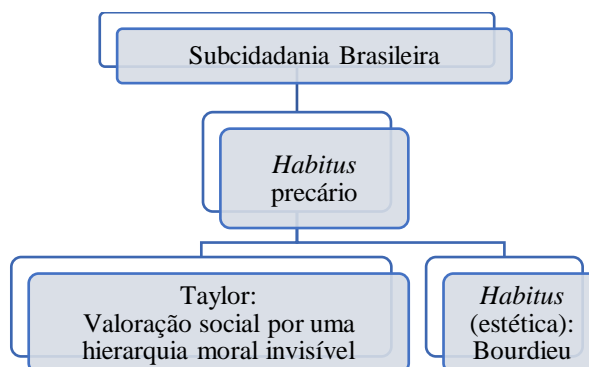 Subcidadania Brasileira
Habitus
precário
Taylor:
Valoração social por uma
hierarquia moral invisível
Habitus
(estética):
Bourdieu